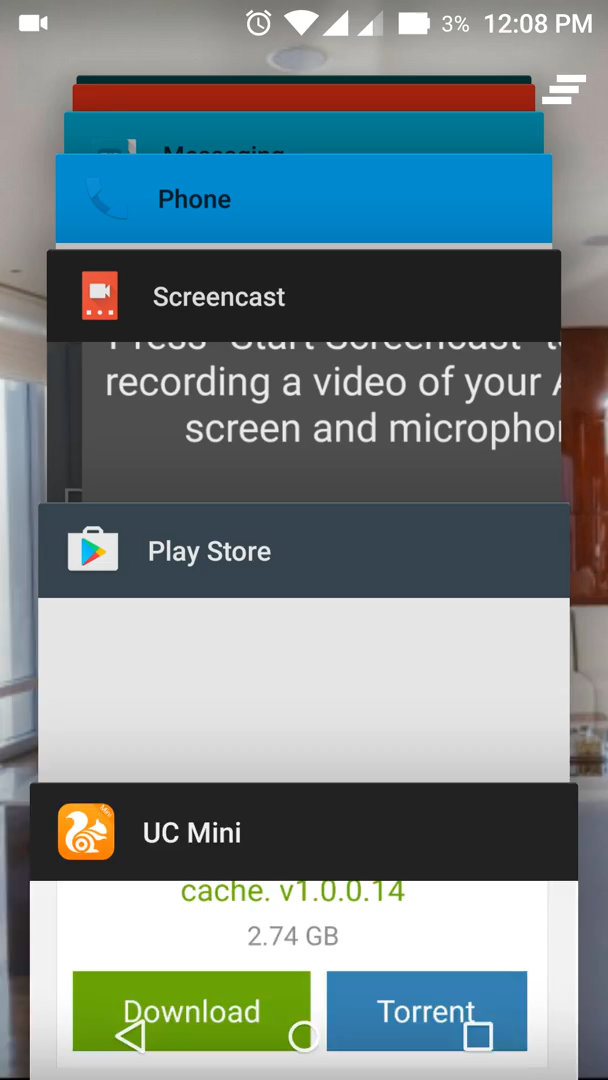 3% 12:08 PM
Messaging
Phone
Screencast
Press "Start Screencast" t
recording a video of your A
screen and micropho
Play Store
UC Mini
cache. v1.0.0.14
2.74 GB
Download Torrent